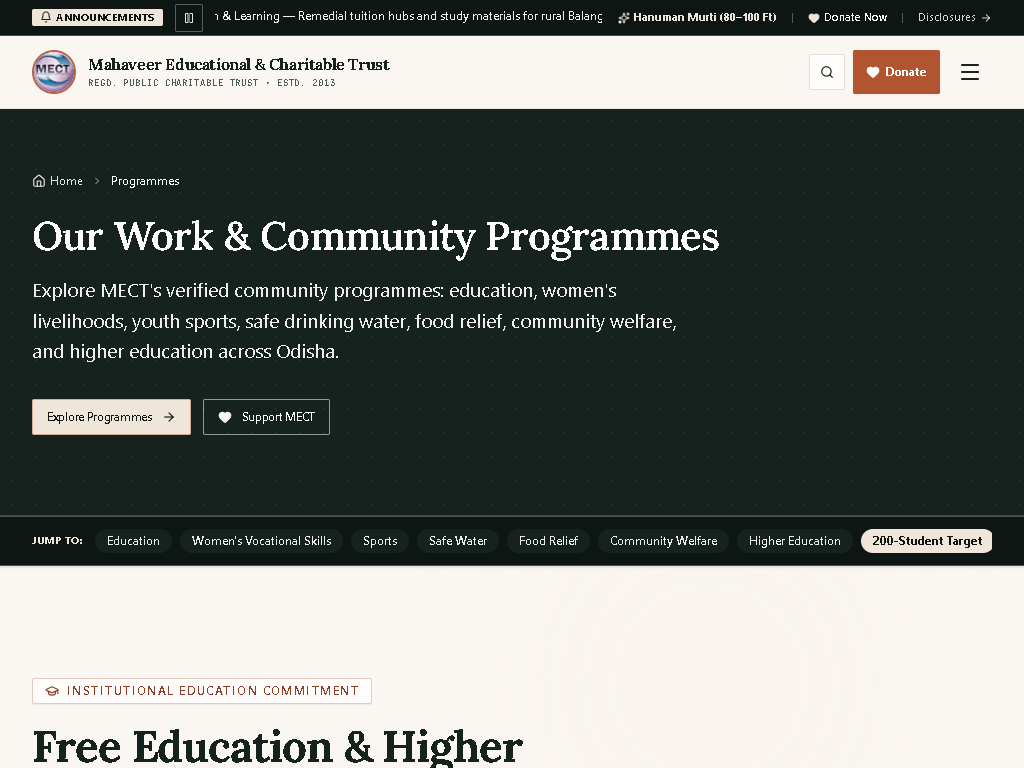 ANNOUNCEMENTS
& Learning — Remedial tuition hubs and study materials for rural Balang
Hanuman Murti (80–100 Ft)
Donate Now
Disclosures
MECT
Mahaveer Educational & Charitable Trust
REGD. PUBLIC CHARITABLE TRUST • ESTD. 2013
Donate
Home
Programmes
Our Work & Community Programmes
Explore MECT's verified community programmes: education, women's
livelihoods, youth sports, safe drinking water, food relief, community welfare,
and higher education across Odisha.
Explore Programmes
Support MECT
JUMP TO:
Education
Women's Vocational Skills
Sports
Safe Water
Food Relief
Community Welfare
Higher Education
200-Student Target
INSTITUTIONAL EDUCATION COMMITMENT
Free Education & Higher